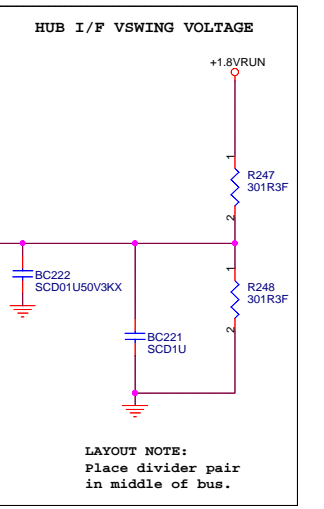 HUB I/F VSWING VOLTAGE
+1.8VRUN
1
R247
301R3F
2
1
BC222
SCD01U50V3KX
R248
301R3F
2
BC221
SCD1U
LAYOUT NOTE:
Place divider pair
in middle of bus.